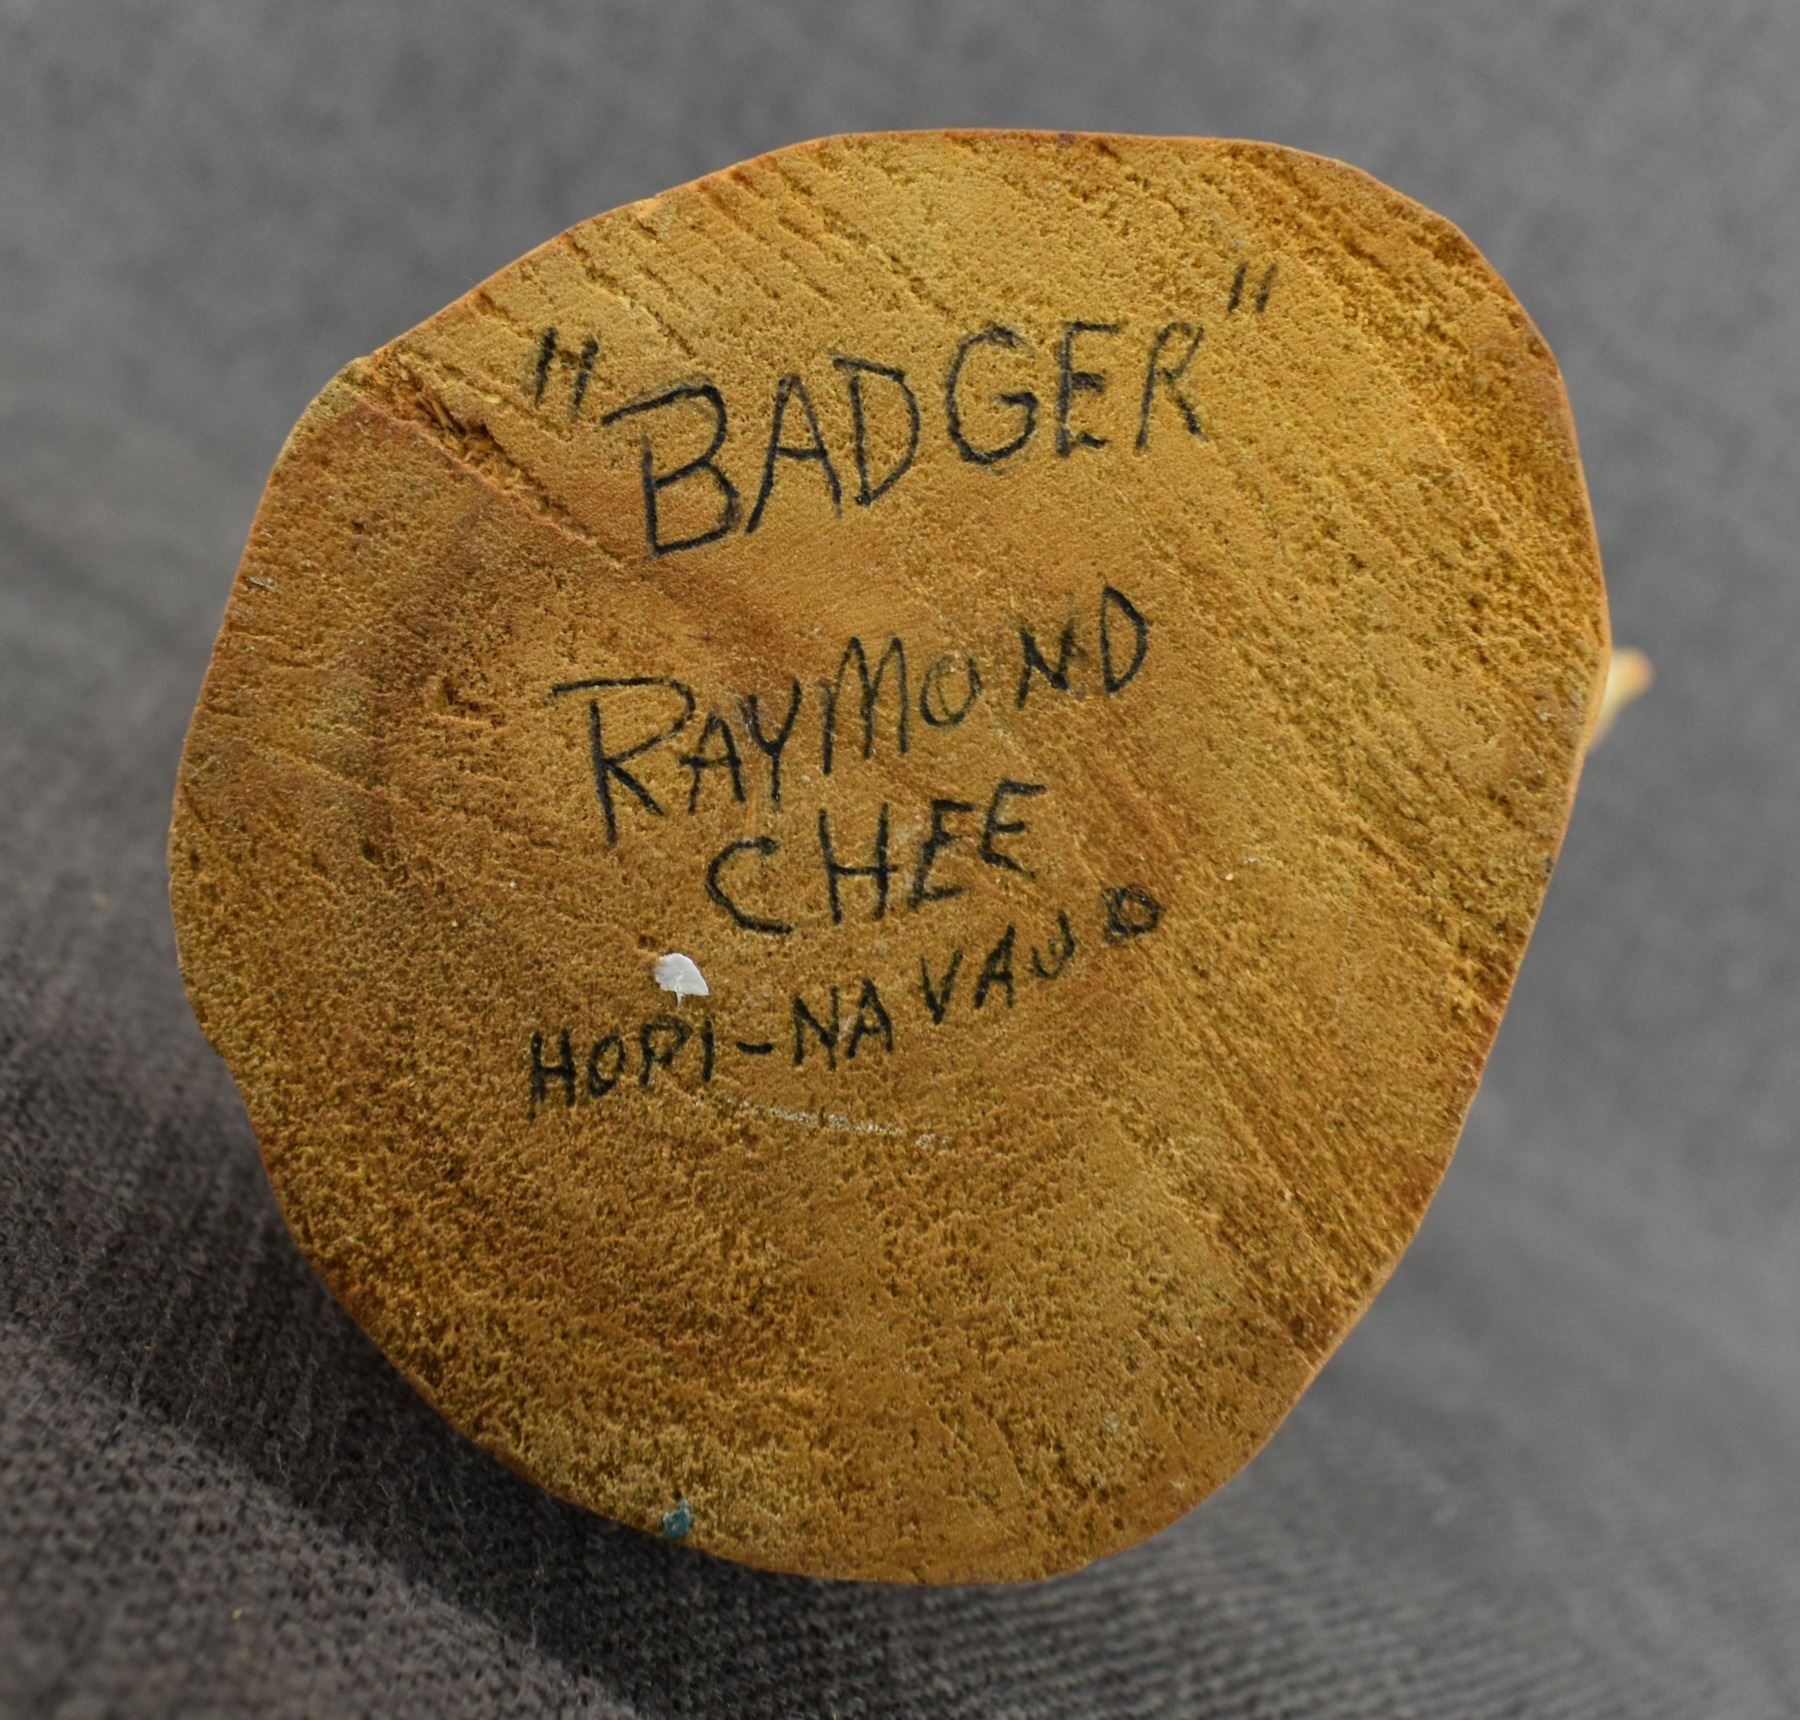 "BADGER"
RAYMOND
CHEE
HOPI-NAVAJO